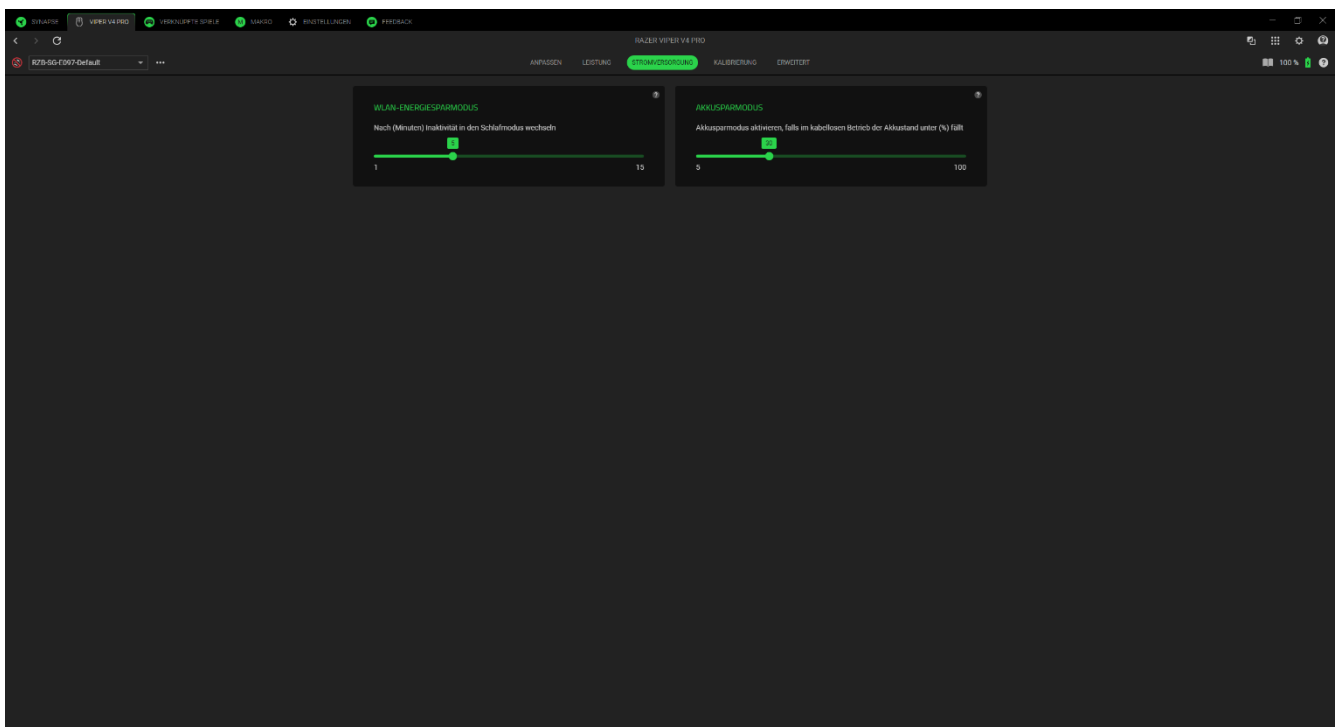 SYNAPSE VIPER V4 PRO VERKNÜPFTE SPIELE MAKRO EINSTELLUNGEN FEEDBACK
RAZER VIPER V4 PRO
RZB-SG-E097-Default ANPASSEN LEISTUNG STROMVERSORGUNG KALIBRIERUNG ERWEITERT 100 %
WLAN-ENERGIESPARMODUS
Nach (Minuten) Inaktivität in den Schlafmodus wechseln
1 15
AKKUSPARMODUS
Akkusparmodus aktivieren, falls im kabellosen Betrieb der Akkustand unter (%) fällt
30
5 100